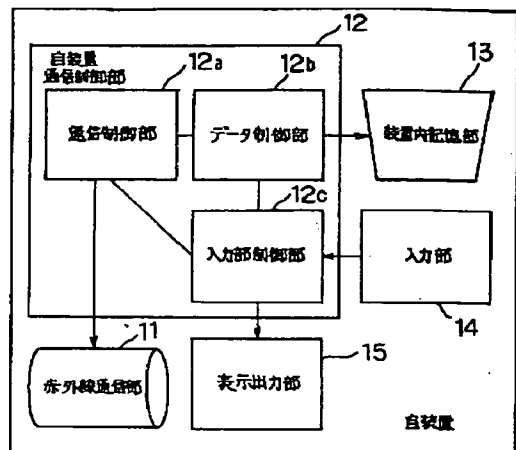 12
自装置
通信制御部
12a
12b
13
送信制御部
データ制御部
装置内記憶部
12c
入力部制御部
入力部
14
11
15
赤外線通信部
表示出力部
自装置